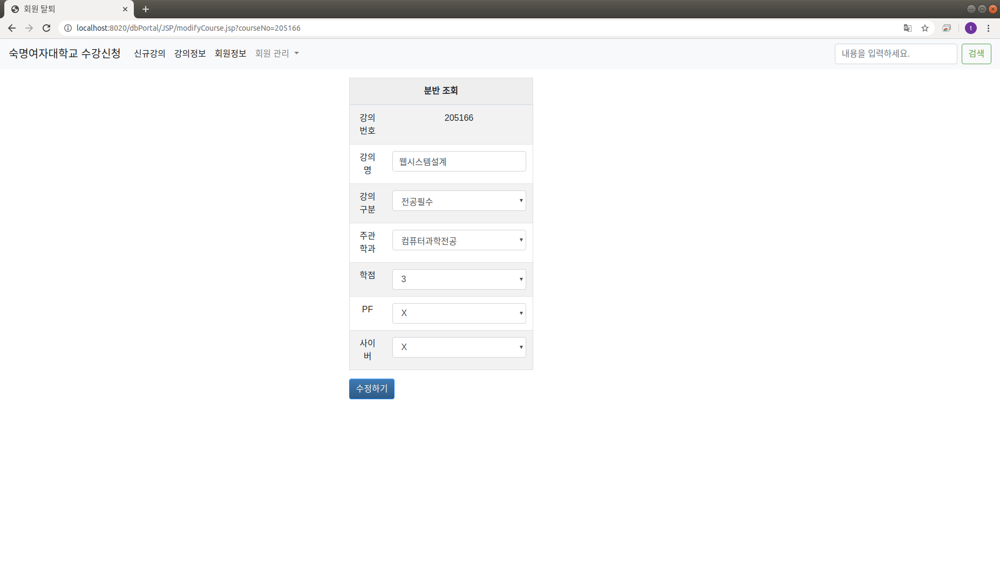 회원 탈퇴
localhost:8020/dbPortal/JSP/modifyCourse.jsp?courseNo=205166
t
숙명여자대학교 수강신청 신규강의 강의정보 회원정보 회원 관리 내용을 입력하세요. 검색
분반 조회
강의 205166
번호
강의 웹시스템설계
명
강의 전공필수
구분
주관 컴퓨터과학전공
학과
학점 3
PF X
사이 X
버
수정하기